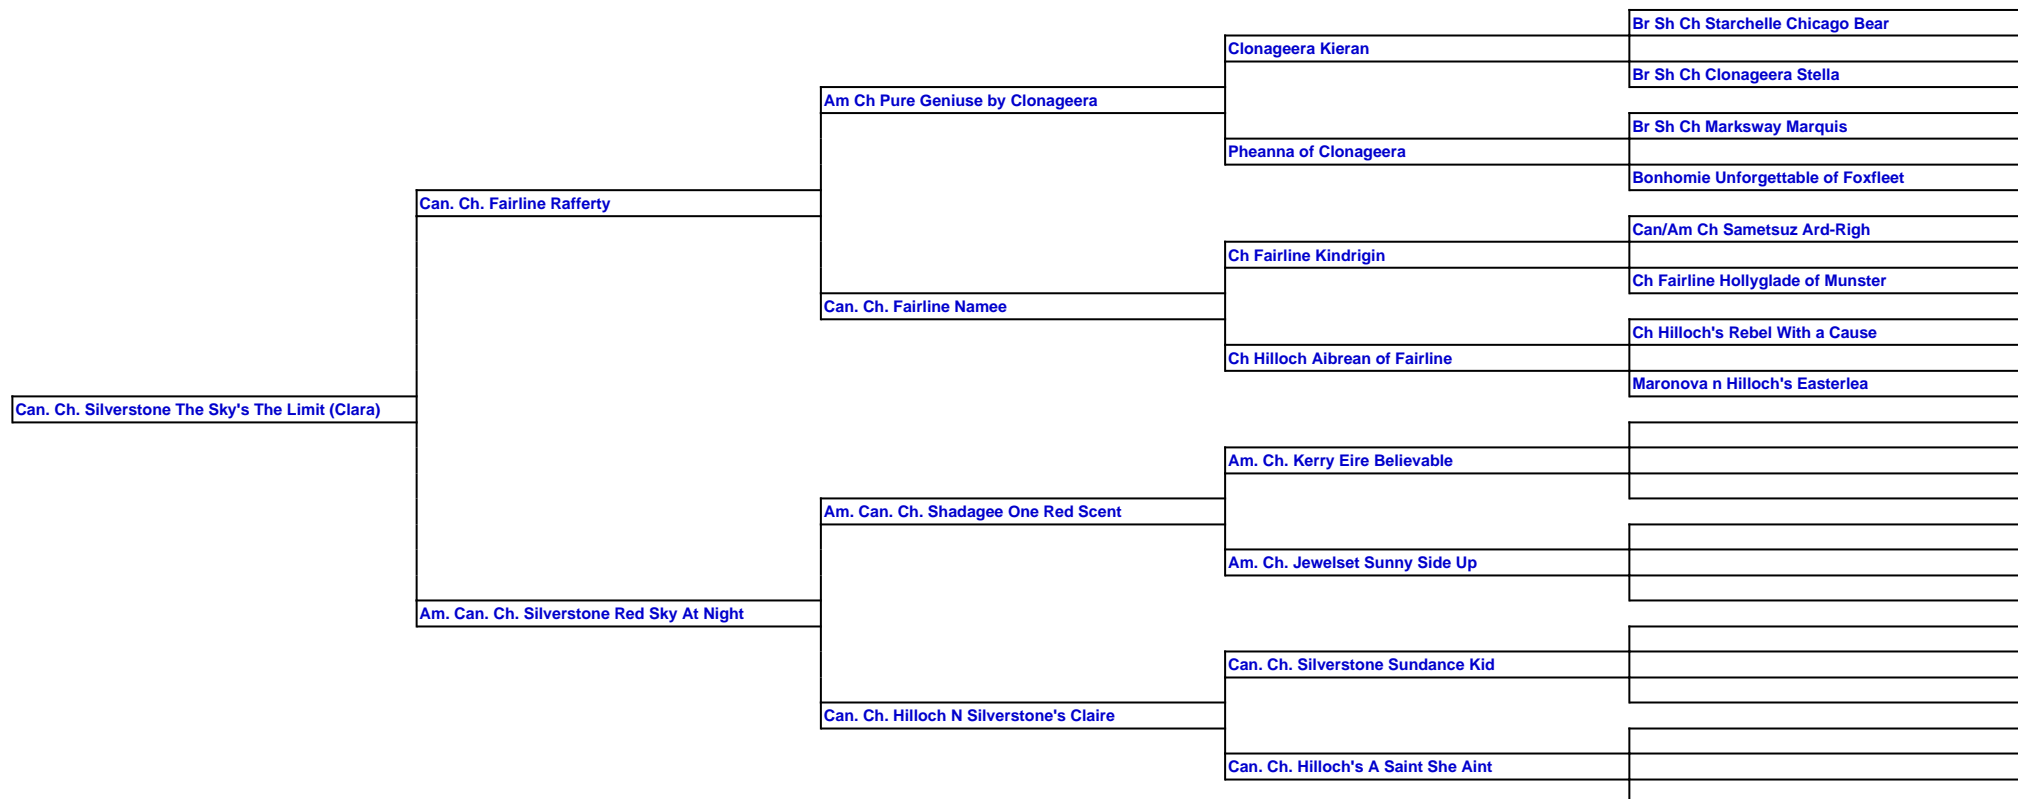 Br Sh Ch Starchelle Chicago Bear
Clonageera Kieran
Br Sh Ch Clonageera Stella
Am Ch Pure Geniuse by Clonageera
Br Sh Ch Marksway Marquis
Pheanna of Clonageera
Bonhomie Unforgettable of Foxfleet
Can. Ch. Fairline Rafferty
Can/Am Ch Sametsuz Ard-Righ
Ch Fairline Kindrigin
Ch Fairline Hollyglade of Munster
Can. Ch. Fairline Namee
Ch Hilloch's Rebel With a Cause
Ch Hilloch Aibrean of Fairline
Maronova n Hilloch's Easterlea
Can. Ch. Silverstone The Sky's The Limit (Clara)
Am. Ch. Kerry Eire Believable
Am. Can. Ch. Shadagee One Red Scent
Am. Ch. Jewelset Sunny Side Up
Am. Can. Ch. Silverstone Red Sky At Night
Can. Ch. Silverstone Sundance Kid
Can. Ch. Hilloch N Silverstone's Claire
Can. Ch. Hilloch's A Saint She Aint